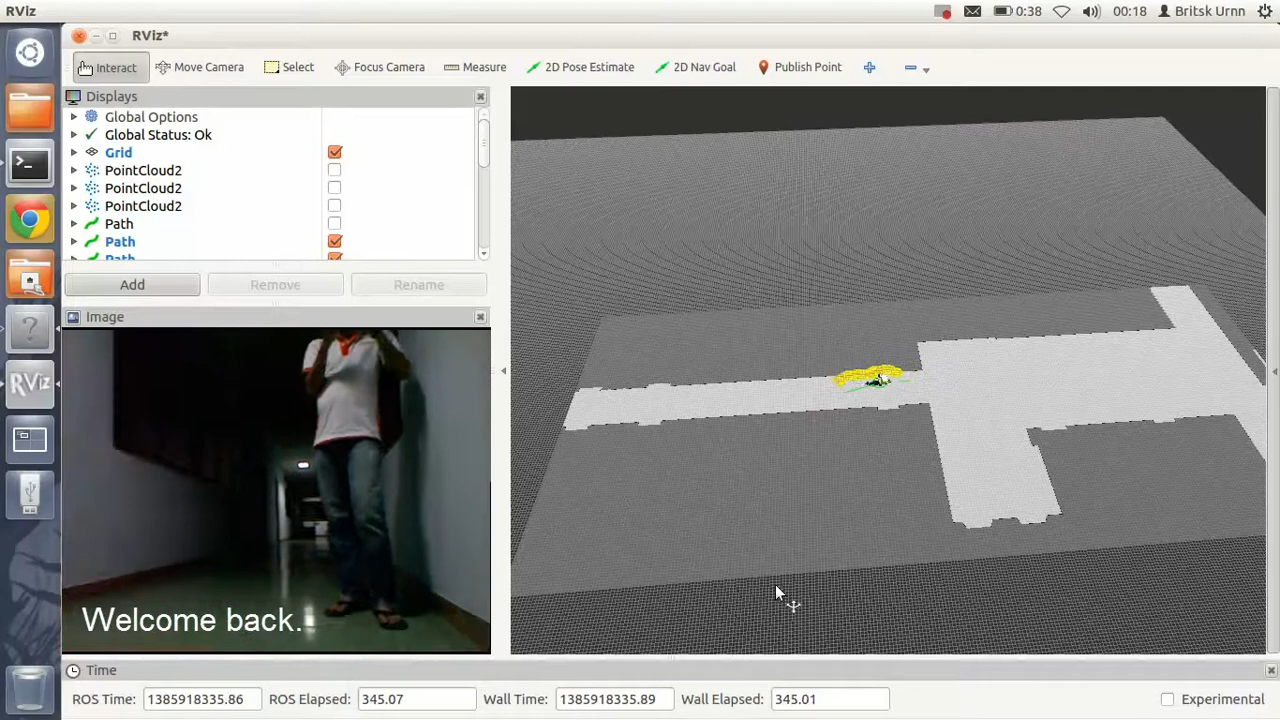 RViz
0:38
00:18
Britsk Urnn
RViz*
Interact
Move Camera
Select
Focus Camera
Measure
2D Pose Estimate
2D Nav Goal
Publish Point
Displays
Global Options
Global Status: Ok
Grid
PointCloud2
PointCloud2
PointCloud2
Path
Path
Path
Add
Remove
Rename
Image
RViz
Welcome back.
Time
ROS Time:
1385918335.86
ROS Elapsed:
345.07
Wall Time:
1385918335.89
Wall Elapsed:
345.01
Experimental